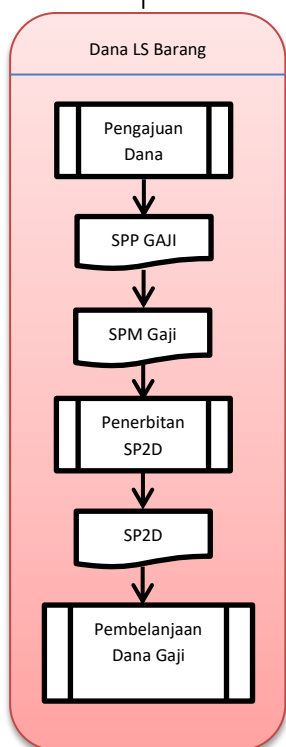 Dana LS Barang
Pengajuan
Dana
SPP GAJI
SPM Gaji
Penerbitan
SP2D
SP2D
Pembelanjaan
Dana Gaji